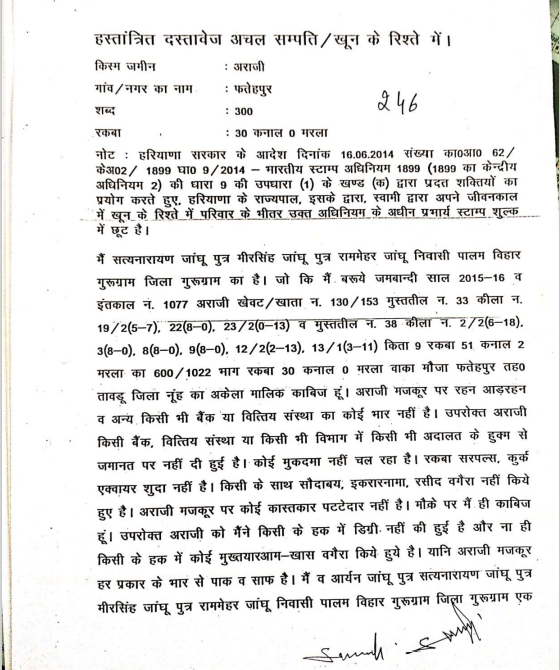 हस्तांत्रित दस्तावेज अचल सम्पति/खून के रिश्ते में।
किस्म जमीन : अराजी
गांव/नगर का नाम : फतेहपुर
246
शब्द : 300
रकबा : 30 कनाल 0 मरला
नोट : हरियाणा सरकार के आदेश दिनांक 16.06.2014 संख्या का0आ0 62/
के0अ02/ 1899 घा0 9/2014 – भारतीय स्टाम्प अधिनियम 1899 (1899 का केन्द्रीय
अधिनियम 2) की धारा 9 की उपधारा (1) के खण्ड (क) द्वारा प्रदत शक्तियों का
प्रयोग करते हुए, हरियाणा के राज्यपाल, इसके द्वारा, स्वामी द्वारा अपने जीवनकाल
में खून के रिश्ते में परिवार के भीतर उक्त अधिनियम के अधीन प्रभार्य स्टाम्प शुल्क
में छूट है।
मैं सत्यनारायण जांघू पुत्र मीरसिंह जांघू पुत्र राममेहर जांघू निवासी पालम विहार
गुरूग्राम जिला गुरूग्राम का है। जो कि मैं बरूये जमबान्दी साल 2015-16 व
इंतकाल न. 1077 अराजी खेवट/खाता न. 130/153 मुस्ततील न. 33 कीला न.
19/2(5-7), 22(8-0), 23/2(0-13) व मुस्ततील न. 38 कीला न. 2/2(6-18),
3(8-0), 8(8-0), 9(8-0), 12/2(2-13), 13/1(3-11) किता 9 रकबा 51 कनाल 2
मरला का 600/1022 भाग रकबा 30 कनाल 0 मरला वाका मौजा फतेहपुर तह0
तावडू जिला नूंह का अकेला मालिक काबिज हूं। अराजी मजकूर पर रहन आड़रहन
व अन्य किसी भी बैंक या वित्तिय संस्था का कोई भार नहीं है। उपरोक्त अराजी
किसी बैंक, वित्तिय संस्था या किसी भी विभाग में किसी भी अदालत के हुक्म से
जमानत पर नहीं दी हुई है। कोई मुकदमा नहीं चल रहा है। रकबा सरपल्स, कुर्क
एक्वायर शुदा नहीं है। किसी के साथ सौदाबय, इकरारनामा, रसीद वगैरा नहीं किये
हुए है। अराजी मजकूर पर कोई कास्तकार पटटेदार नहीं है। मौके पर मैं ही काबिज
हूं। उपरोक्त अराजी को मैंने किसी के हक में डिग्री नहीं की हुई है और ना ही
किसी के हक में कोई मुख्तयारआम-खास वगैरा किये हुये है। यानि अराजी मजकूर
हर प्रकार के भार से पाक व साफ है। मैं व आर्यन जांघू पुत्र सत्यनारायण जांघू पुत्र
मीरसिंह जांघू पुत्र राममेहर जांघू निवासी पालम विहार गुरूग्राम जिला गुरूग्राम एक